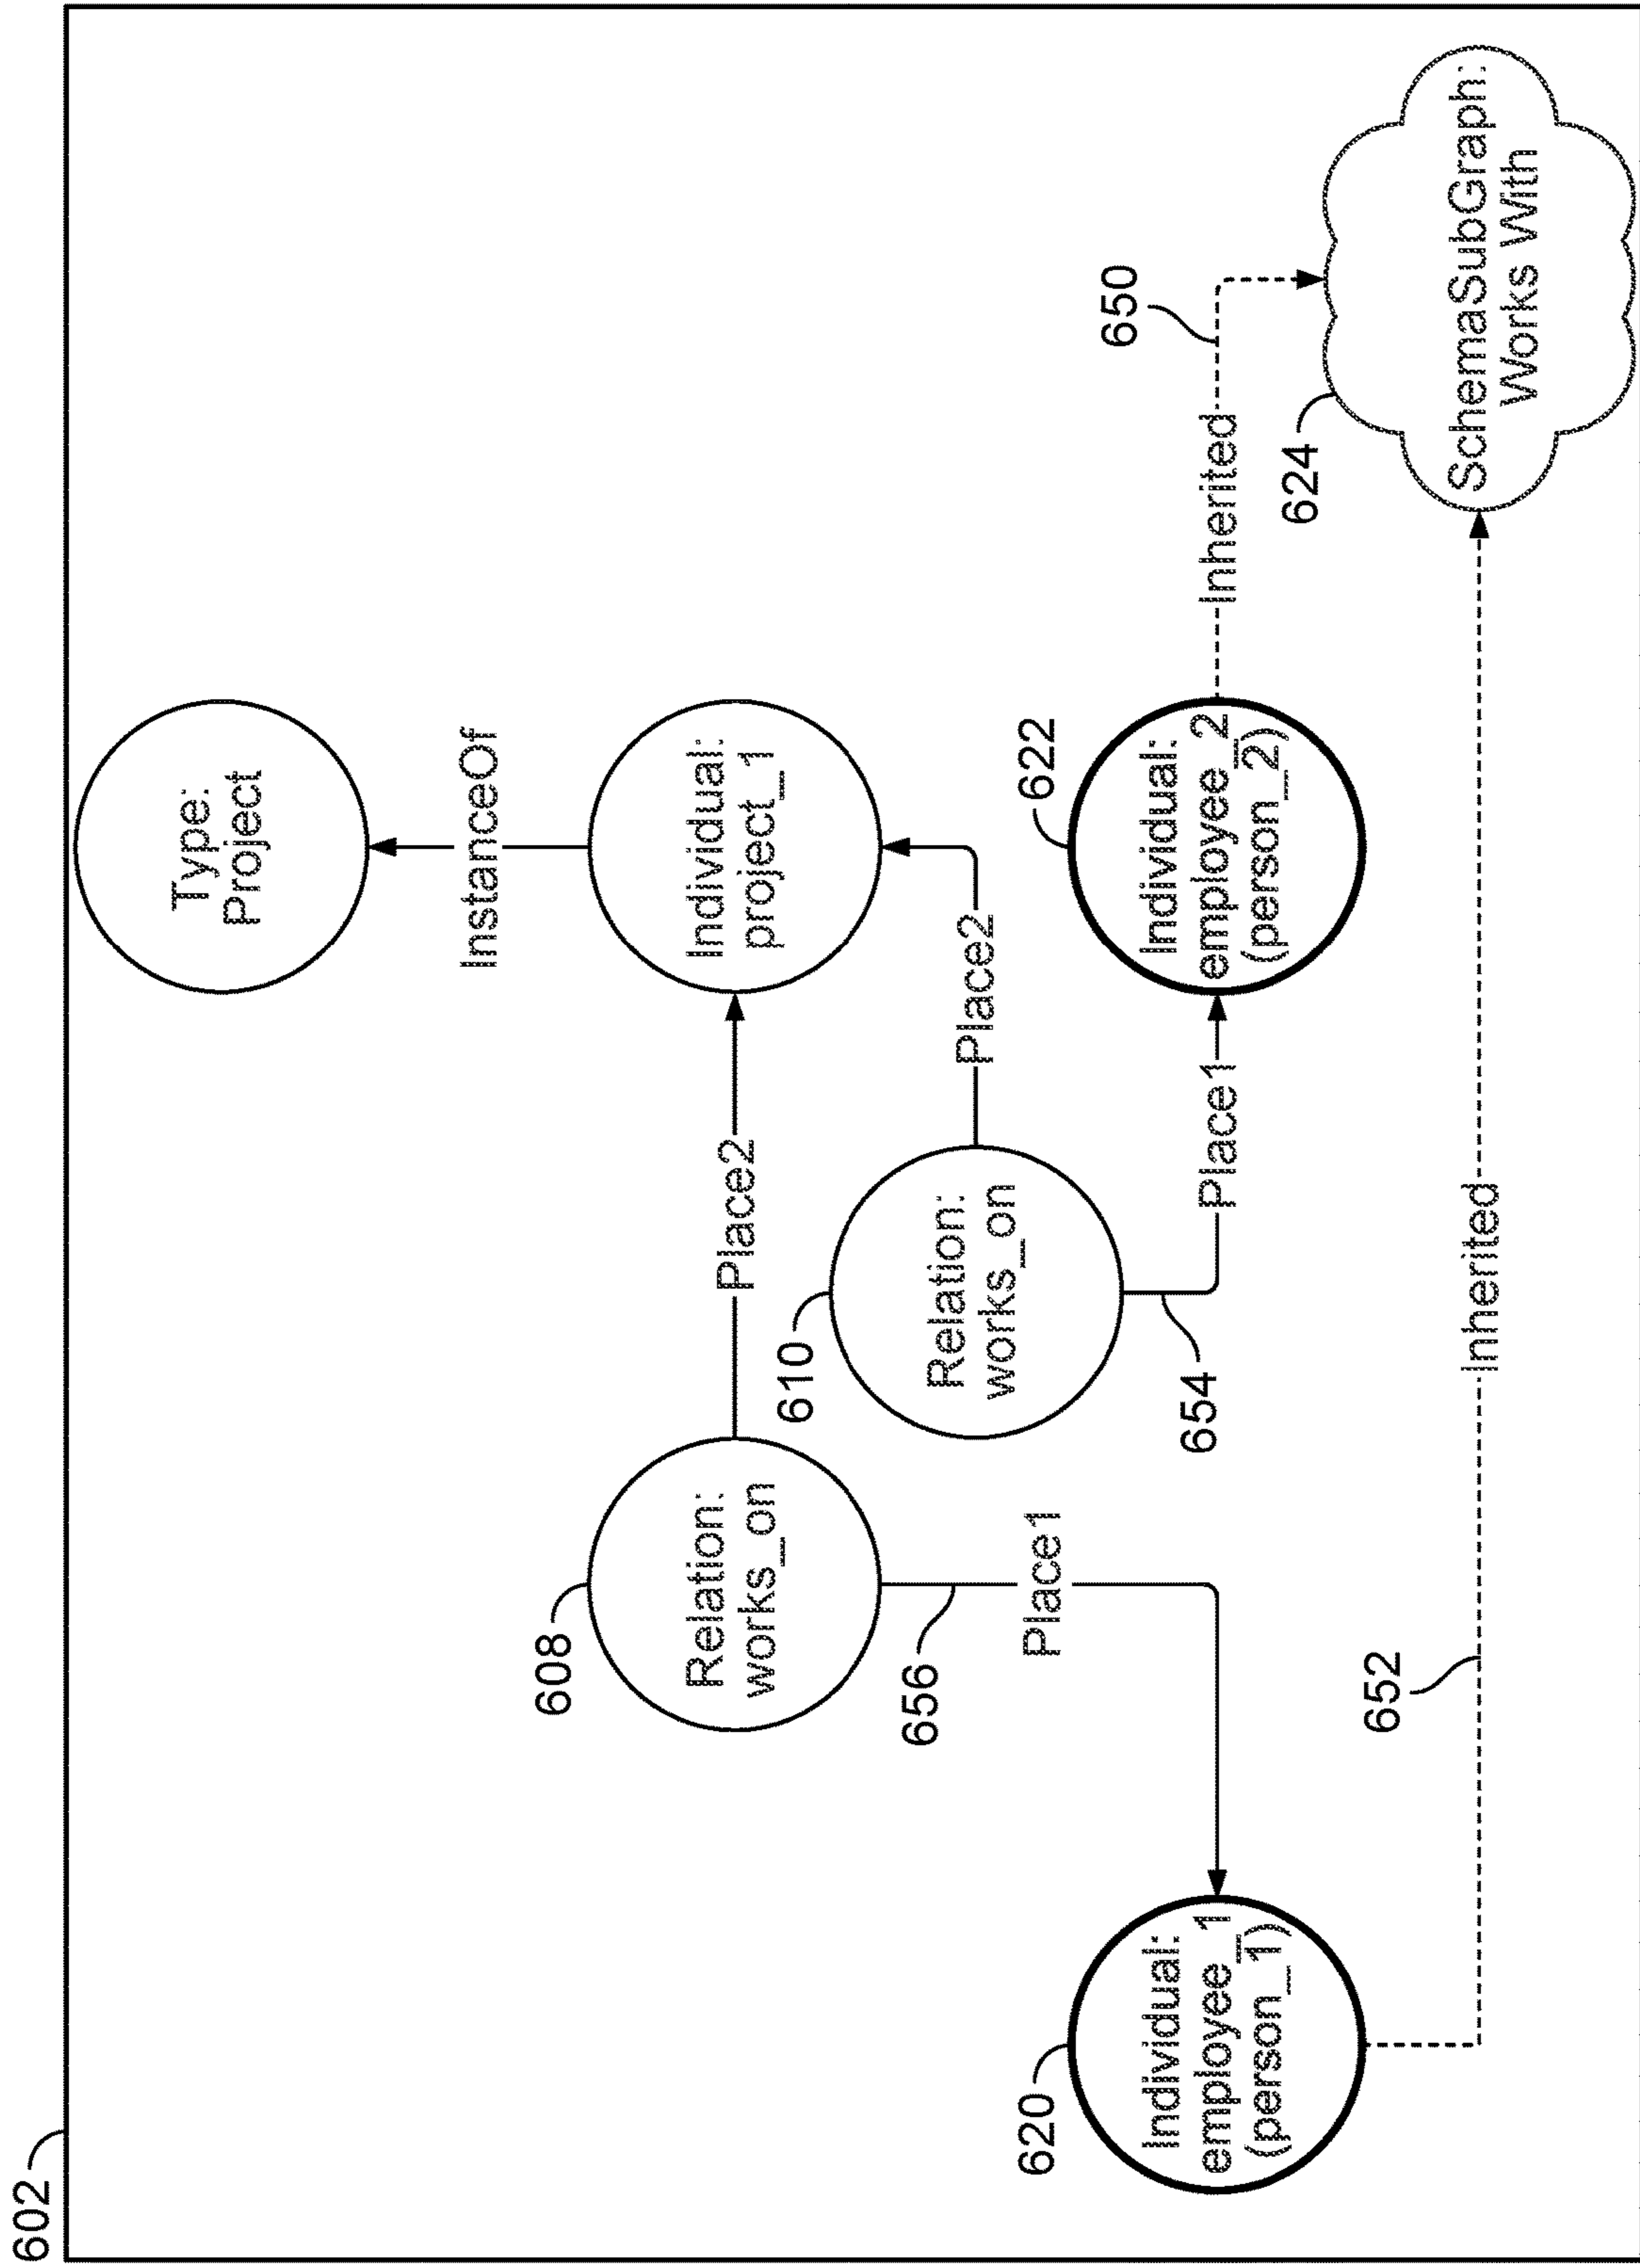 602
Type:
Project
InstanceOf
608
Relation:
works_on
Place2
Individual:
project_1
610
Relation:
works_on
Place2
656
Place1
654
Place1
620
Individual:
employee_1
(person_1)
622
Individual:
employee_2
(person_2)
Inherited
650
652
Inherited
624
SchemaSubGraph:
Works With